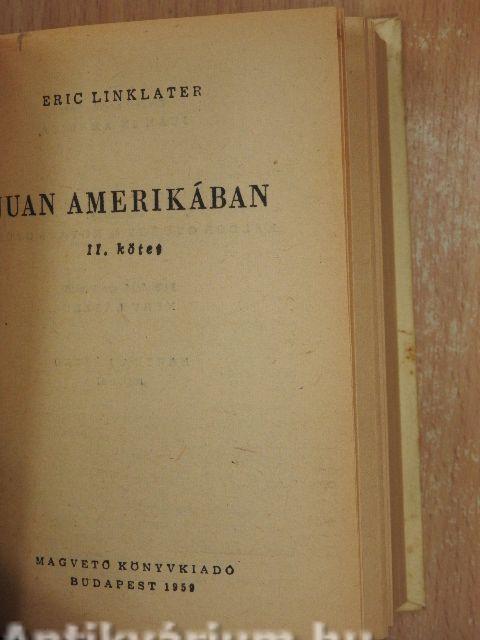 ERIC LINKLATER
JUAN AMERIKÁBAN
II. kötet
MAGVETŐ KÖNYVKIADÓ
BUDAPEST 1959
Antikvárium.hu